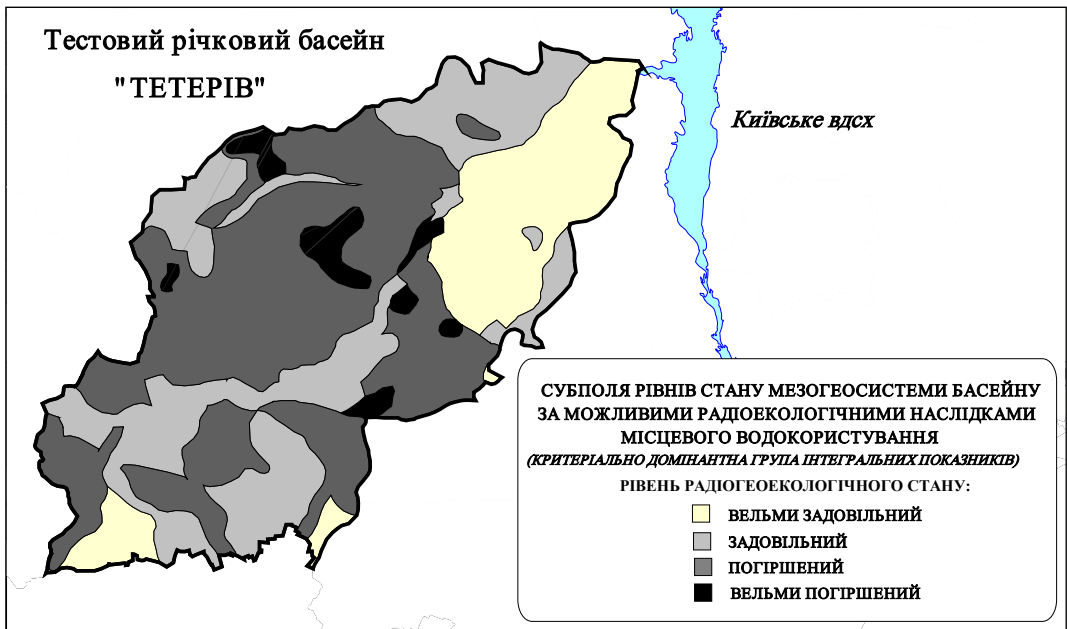 Тестовий річковий басейн
"ТЕТЕРІВ"
Київське вдсх
СУБПОЛЯ РІВНІВ СТАНУ МЕЗОГЕОСИСТЕМИ БАСЕЙНУ
ЗА МОЖЛИВИМИ РАДІОЕКОЛОГІЧНИМИ НАСЛІДКАМИ
МІСЦЕВОГО ВОДОКОРИСТУВАННЯ
(КРИТЕРІАЛЬНО ДОМІНАНТНА ГРУПА ІНТЕГРАЛЬНИХ ПОКАЗНИКІВ)
РІВЕНЬ РАДІОГЕОЕКОЛОГІЧНОГО СТАНУ:
ВЕЛЬМИ ЗАДОВІЛЬНИЙ
ЗАДОВІЛЬНИЙ
ПОГІРШЕНИЙ
ВЕЛЬМИ ПОГІРШЕНИЙ